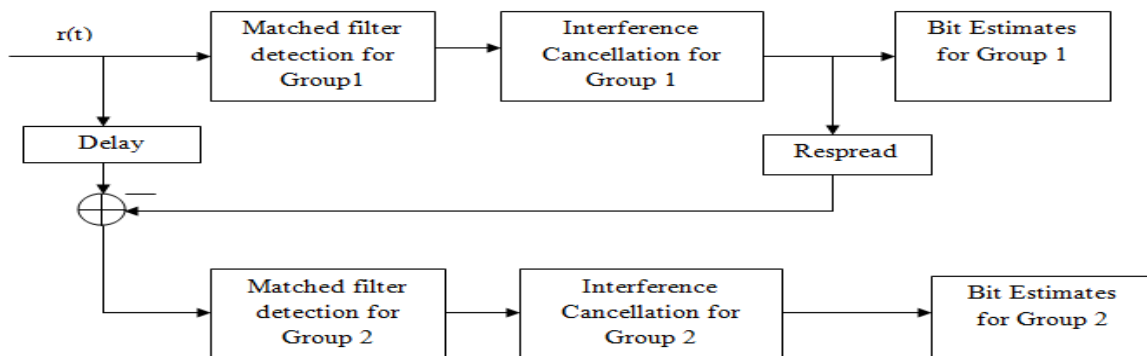 r(t)
Matched filter
detection for
Group1
Interference
Cancellation for
Group 1
Bit Estimates
for Group 1
Delay
Respread
Matched filter
detection for
Group 2
Interference
Cancellation for
Group 2
Bit Estimates
for Group 2